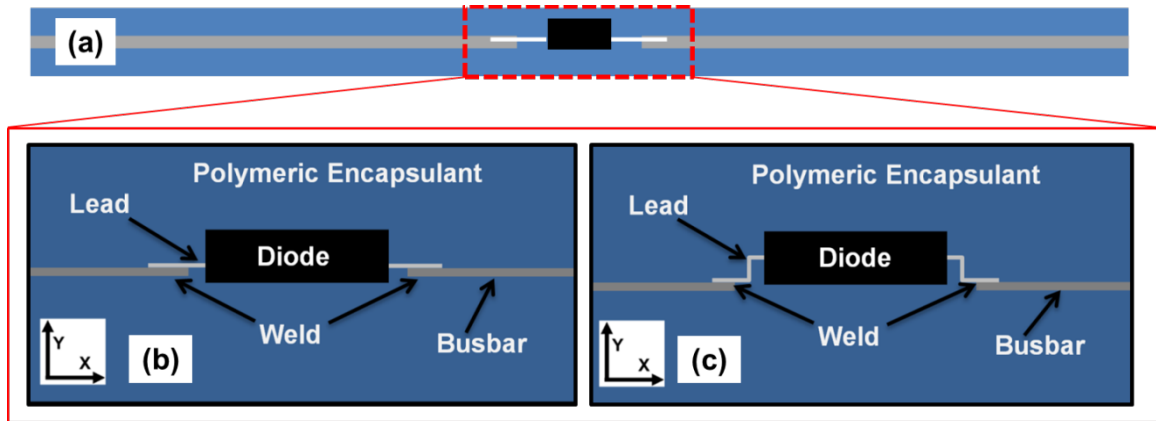 (a)
Polymeric Encapsulant
Lead
Diode
Weld
Busbar
Y
X
(b)
Polymeric Encapsulant
Lead
Diode
Weld
Busbar
Y
X
(c)